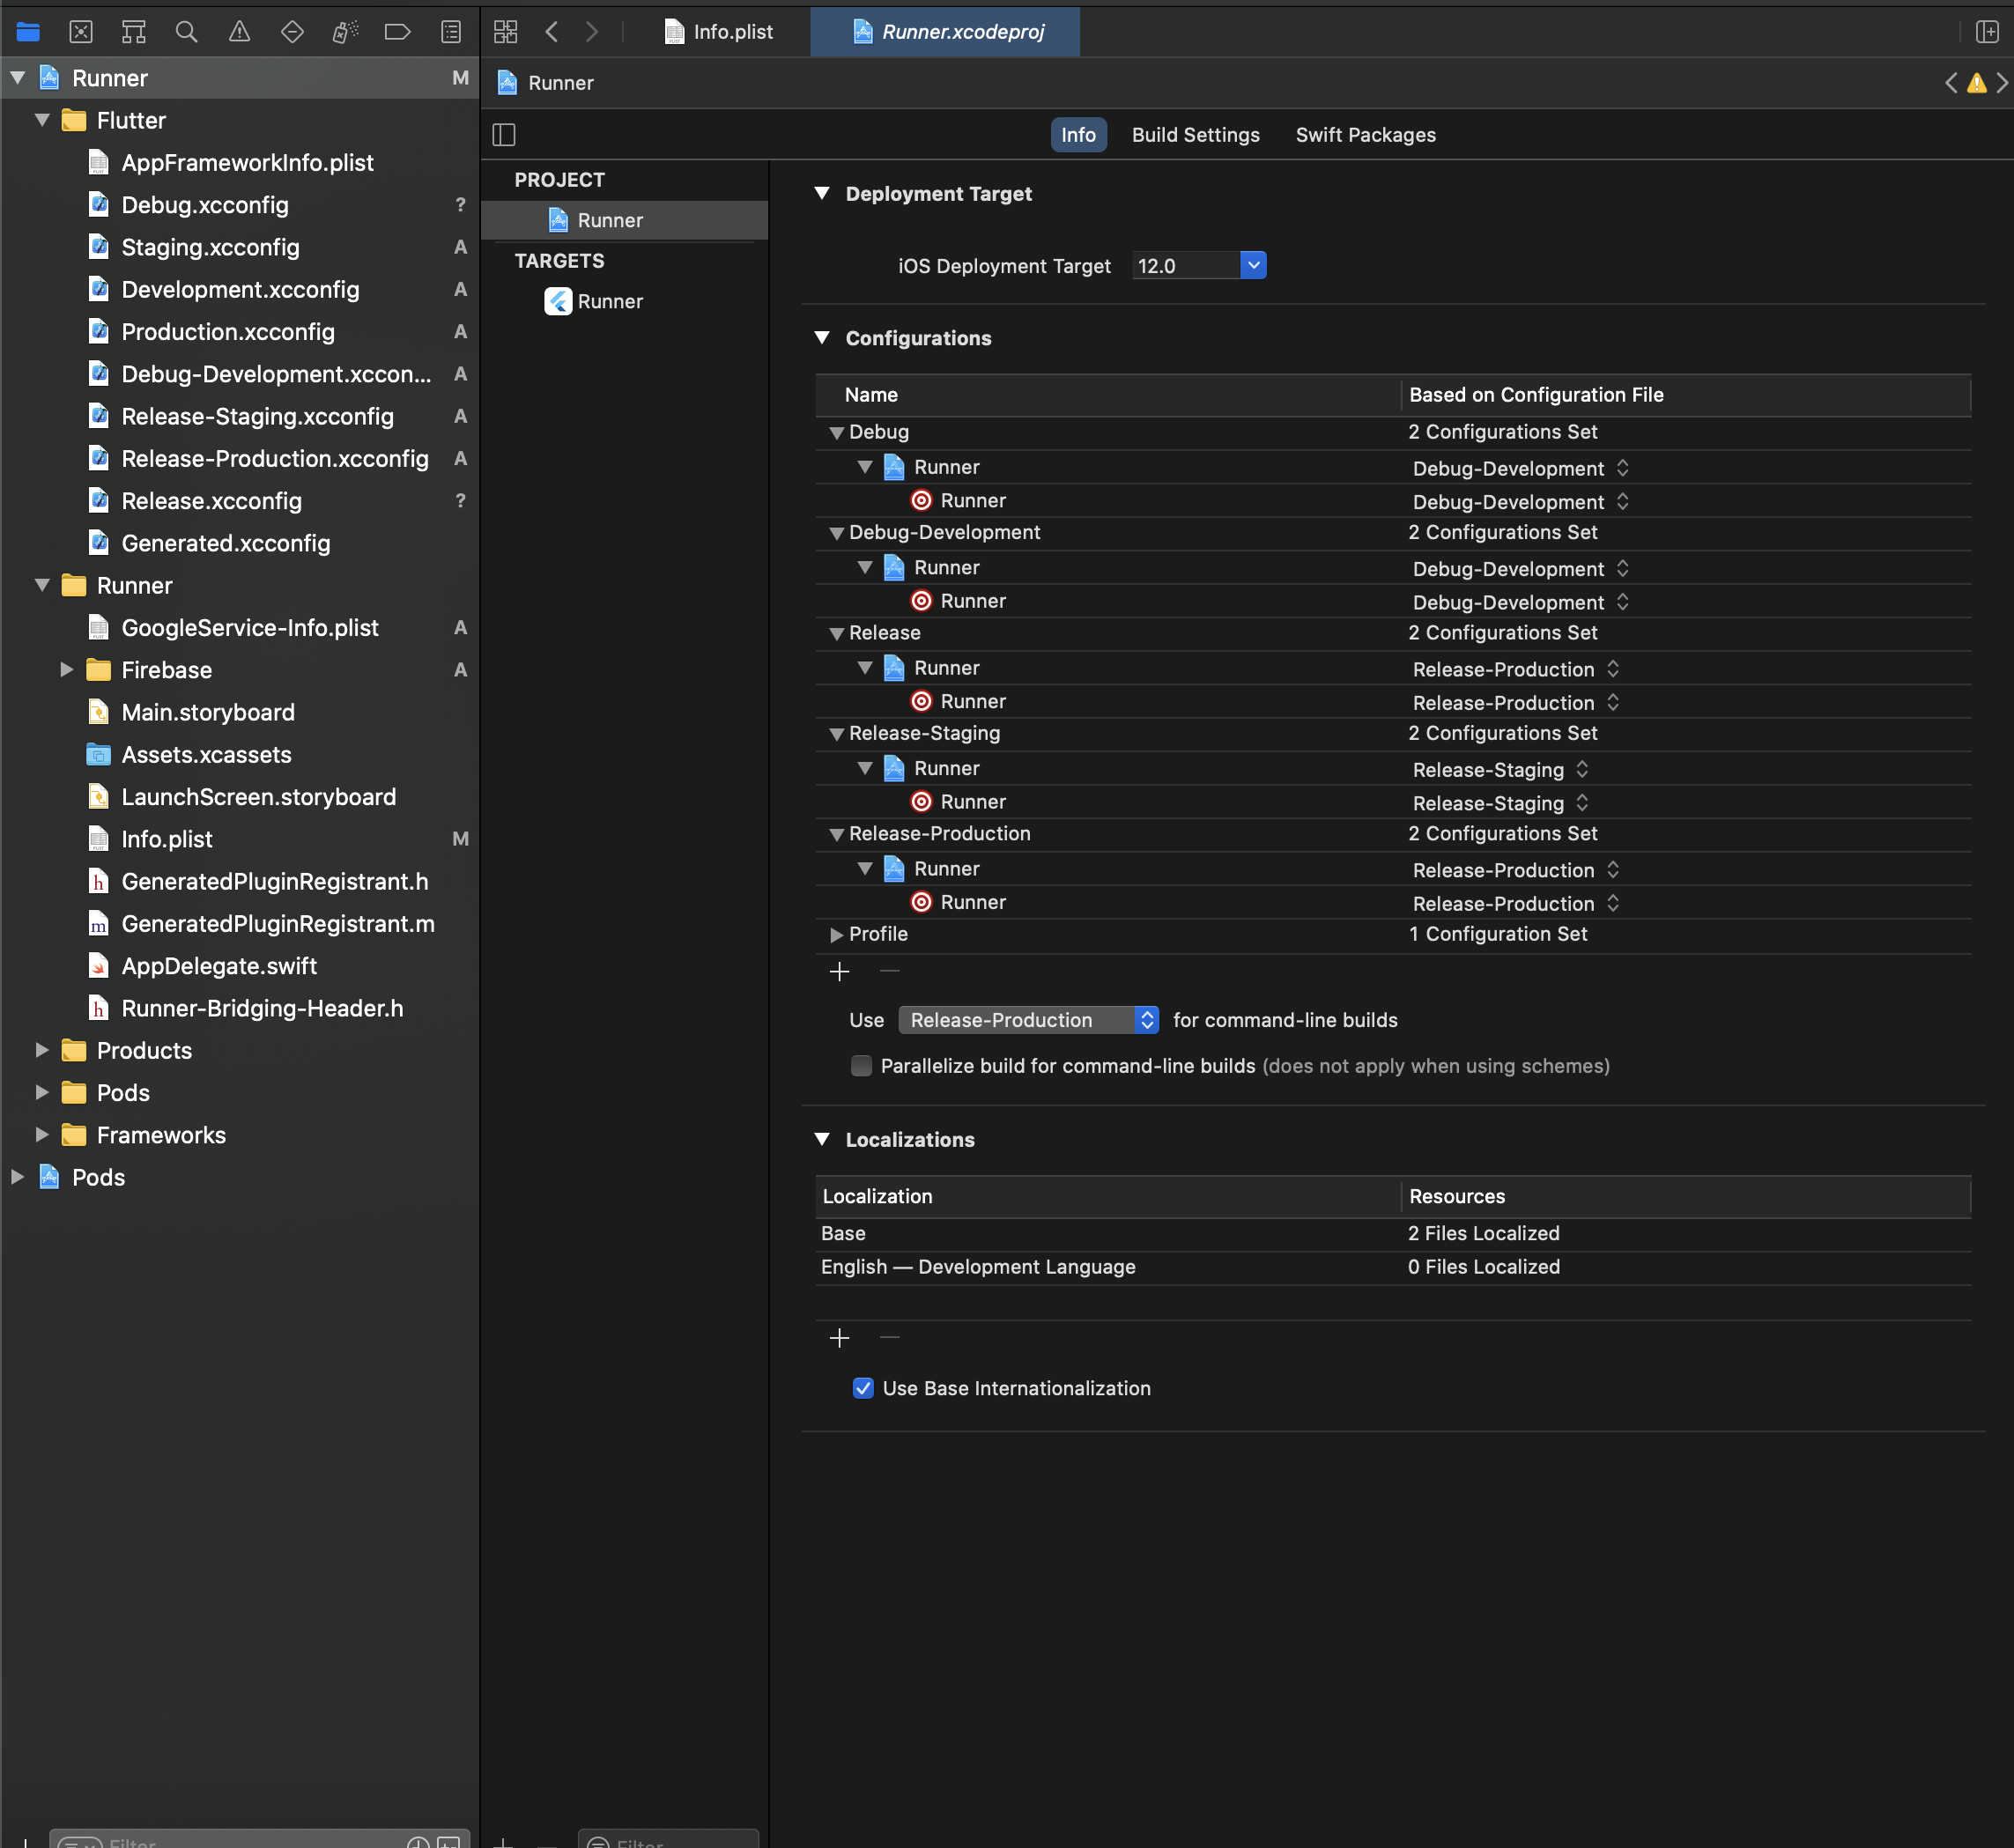 Info.plist
Runner.xcodeproj
Runner M
Flutter
AppFrameworkInfo.plist
Debug.xcconfig ?
Staging.xcconfig A
Development.xcconfig A
Production.xcconfig A
Debug-Development.xccon... A
Release-Staging.xcconfig A
Release-Production.xcconfig A
Release.xcconfig ?
Generated.xcconfig
Runner
GoogleService-Info.plist A
Firebase A
Main.storyboard
Assets.xcassets
LaunchScreen.storyboard
Info.plist M
GeneratedPluginRegistrant.h
GeneratedPluginRegistrant.m
AppDelegate.swift
Runner-Bridging-Header.h
Products
Pods
Frameworks
Pods
Filter
Runner
Info Build Settings Swift Packages
PROJECT
Runner
TARGETS
Runner
Filter
Deployment Target
iOS Deployment Target 12.0
Configurations
Name Based on Configuration File
Debug 2 Configurations Set
Runner Debug-Development
Runner Debug-Development
Debug-Development 2 Configurations Set
Runner Debug-Development
Runner Debug-Development
Release 2 Configurations Set
Runner Release-Production
Runner Release-Production
Release-Staging 2 Configurations Set
Runner Release-Staging
Runner Release-Staging
Release-Production 2 Configurations Set
Runner Release-Production
Runner Release-Production
Profile 1 Configuration Set
Use Release-Production for command-line builds
Parallelize build for command-line builds (does not apply when using schemes)
Localizations
Localization Resources
Base 2 Files Localized
English — Development Language 0 Files Localized
Use Base Internationalization